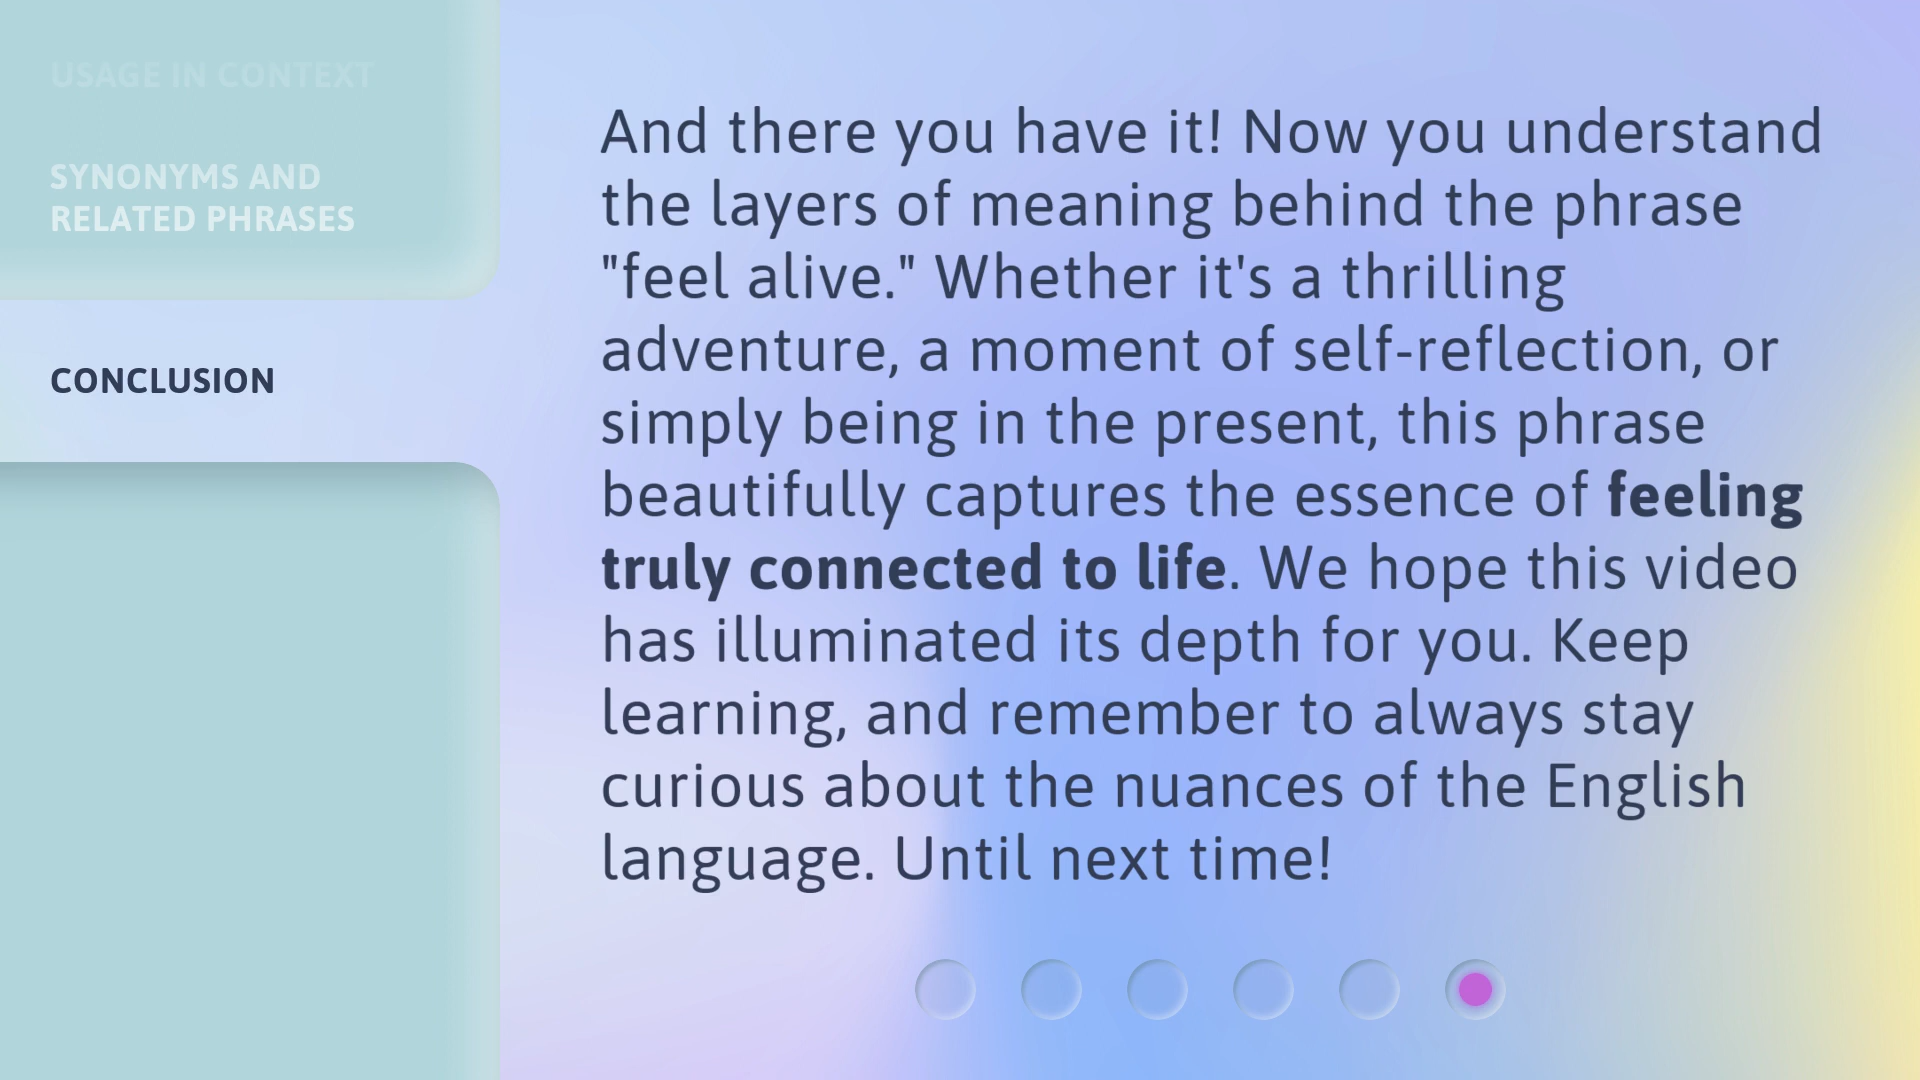 USAGE IN CONTEXT
SYNONYMS AND
RELATED PHRASES
CONCLUSION
And there you have it! Now you understand
the layers of meaning behind the phrase
"feel alive." Whether it's a thrilling
adventure, a moment of self-reflection, or
simply being in the present, this phrase
beautifully captures the essence of feeling
truly connected to life. We hope this video
has illuminated its depth for you. Keep
learning, and remember to always stay
curious about the nuances of the English
language. Until next time!